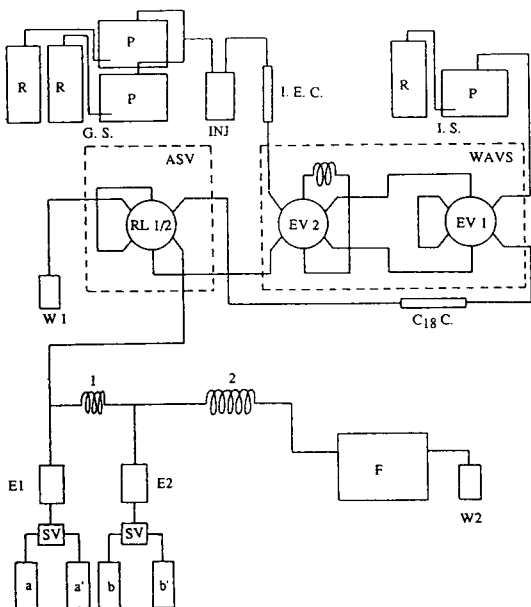 R
R
P
P
G. S.
INJ
I. E. C.
R
P
I. S.
ASV
WAVS
RL 1/2
EV 2
EV 1
W 1
C18 C.
1
2
E1
E2
F
W2
SV
SV
a
a'
b
b'